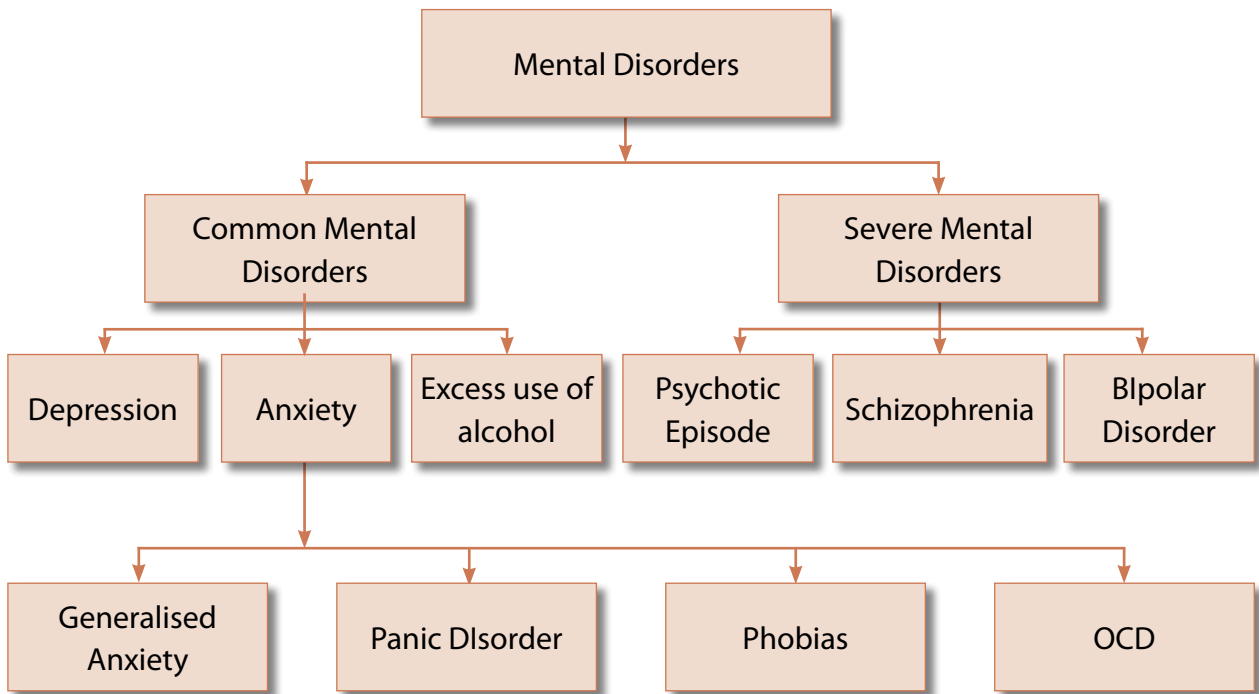 Mental Disorders
Common Mental
Disorders
Severe Mental
Disorders
Depression
Anxiety
Excess use of
alcohol
Psychotic
Episode
Schizophrenia
BIpolar
Disorder
Generalised
Anxiety
Panic DIsorder
Phobias
OCD